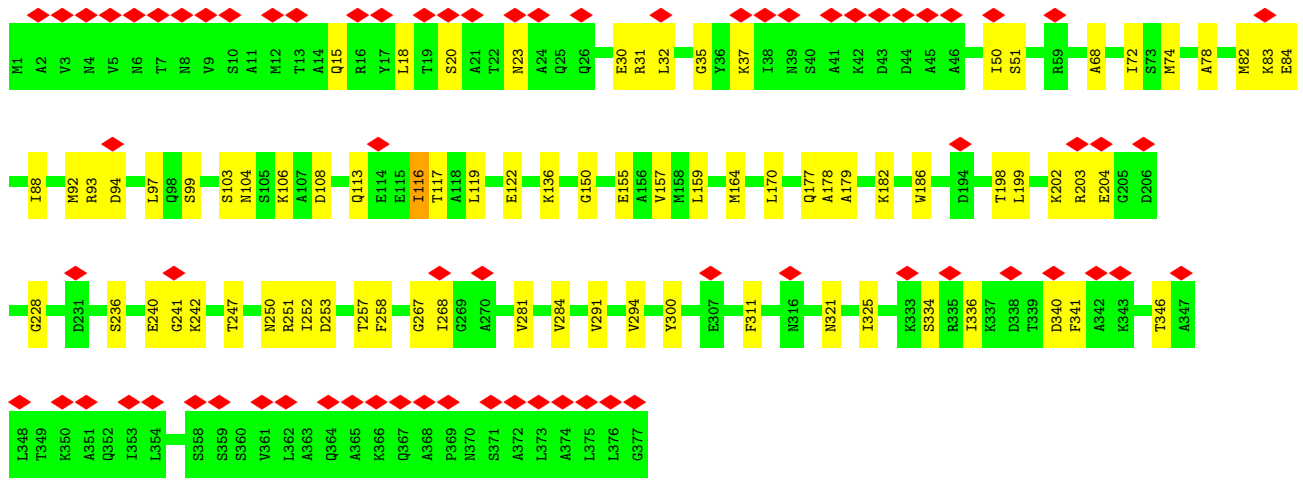 M1 A2 V3 N4 V5 N6 T7 N8 V9 S10 A11 M12 T13 A14 Q15 R16 Y17 L18 T19 S20 A21 T22 N23 A24 Q25 Q26 E30 R31 L32 G35 Y36 K37 I38 N39 S40 A41 K42 D43 D44 A45 A46 I50 S51 R59 A68 I72 S73 M74 A78 M82 K83 E84
I88 M92 R93 D94 L97 Q98 S99 S103 N104 S105 K106 A107 D108 Q113 E114 E115 I116 T117 A118 L119 E122 K136 G150 E155 A156 V157 M158 L159 M164 L170 Q177 A178 A179 K182 W186 D194 T198 L199 K202 R203 E204 G205 D206
G228 D231 S236 E240 G241 K242 T247 N250 R251 I252 D253 T257 F258 G267 I268 G269 A270 V281 V284 V291 V294 Y300 E307 F311 N316 N321 I325 K333 S334 R335 I336 K337 D338 T339 D340 F341 A342 K343 T346 A347
L348 T349 K350 A351 Q352 I353 L354 S358 S359 S360 V361 L362 A363 Q364 A365 K366 Q367 A368 P369 N370 S371 A372 L373 A374 L375 L376 G377